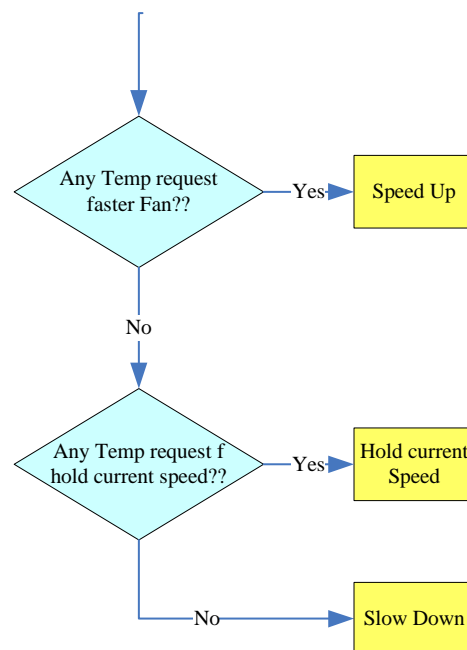 Any Temp request
faster Fan??
Yes
Speed Up
No
Any Temp request f
hold current speed??
Yes
Hold current
Speed
No
Slow Down